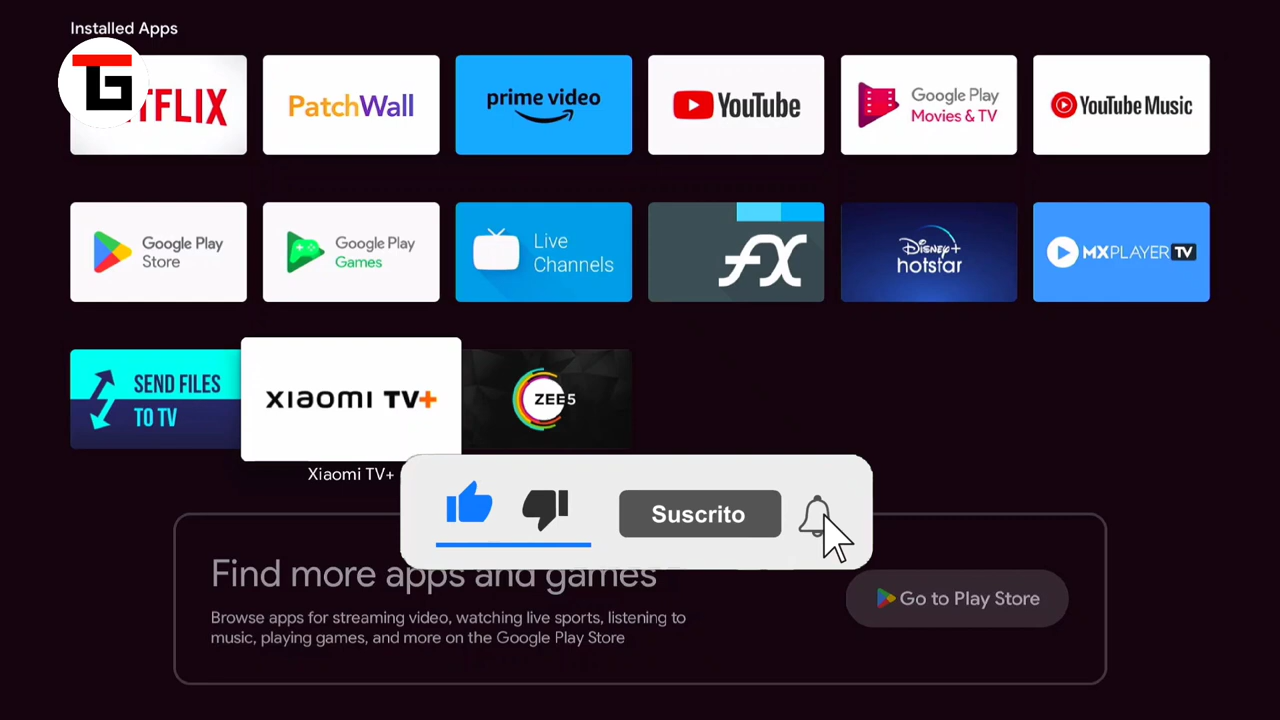 Installed Apps
TG
TFLIX
PatchWall
prime video
YouTube
Google Play
Movies & TV
YouTube Music
Google Play
Store
Google Play
Games
Live
Channels
fX
Disney+
hotstar
MXPLAYER TV
SEND FILES
TO TV
XIAOMI TV+
ZEE5
Xiaomi TV+
Suscrito
Find more apps and games
Browse apps for streaming video, watching live sports, listening to
music, playing games, and more on the Google Play Store
Go to Play Store